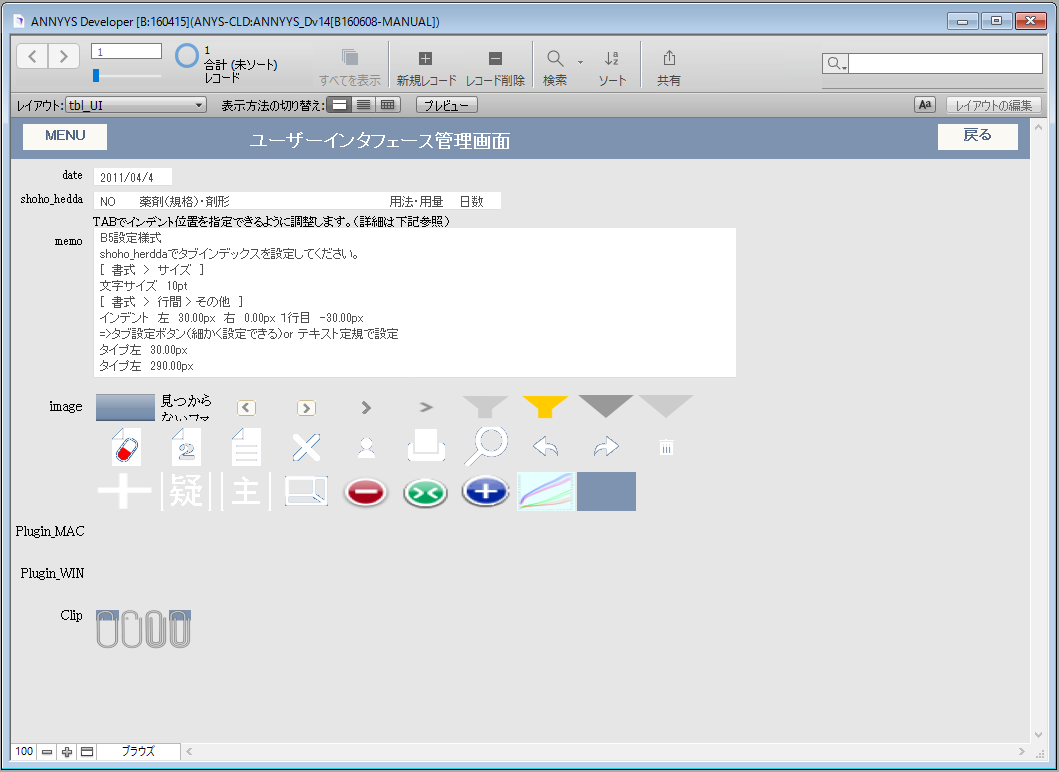 ANNYYS Developer [B:160415](ANYS-CLD:ANNYYS_Dv14[B160608-MANUAL])
1
1
合計 (未ソート)
レコード
すべてを表示
新規レコード
レコード削除
検索
ソート
共有
レイアウト: tbl_UI
表示方法の切り替え:
プレビュー
Aa
レイアウトの編集
MENU
ユーザーインタフェース管理画面
戻る
date 2011/04/4
shoho_hedda NO 薬剤(規格)・剤形 用法・用量 日数
TABでインデント位置を指定できるように調整します。(詳細は下記参照)
memo
B5設定様式
shoho_herddaでタブインデックスを設定してください。
[ 書式 > サイズ ]
文字サイズ 10pt
[ 書式 > 行間 > その他 ]
インデント 左 30.00px 右 0.00px 1行目 -30.00px
=>タブ設定ボタン(細かく設定できる)or テキスト定規で設定
タイプ左 30.00px
タイプ左 290.00px
image
見つから
ないファ
2
疑
主
Plugin_MAC
Plugin_WIN
Clip
100
ブラウズ